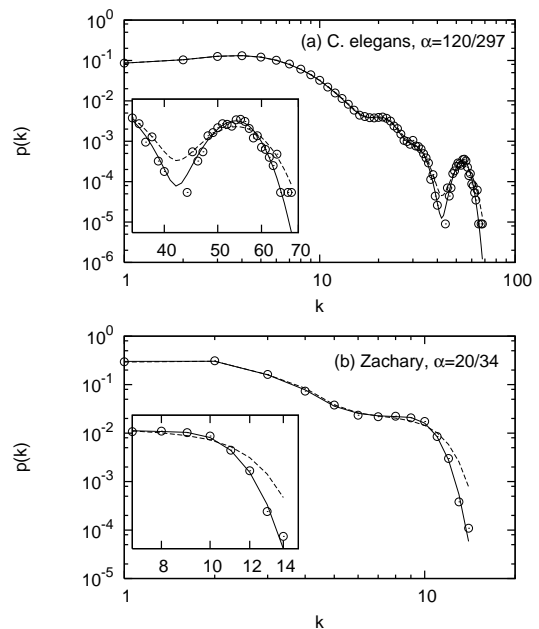 (a) C. elegans, α=120/297
p(k)
10^0
10^-1
10^-2
10^-3
10^-4
10^-5
10^-6
40 50 60 70
1 10 100
k
(b) Zachary, α=20/34
p(k)
10^0
10^-1
10^-2
10^-3
10^-4
10^-5
8 10 12 14
1 10
k